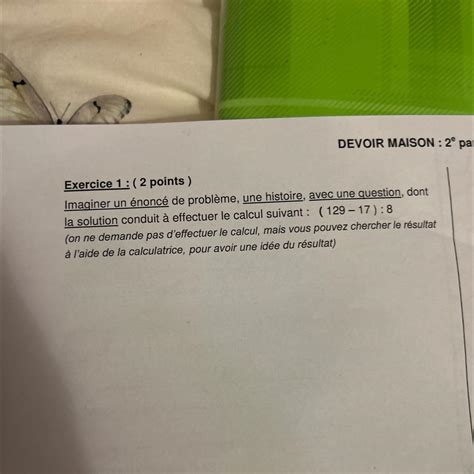 DEVOIR MAISON : 2e
Exercice 1 : ( 2 points )
Imaginer un énoncé de problème, une histoire, avec une question, dont
la solution conduit à effectuer le calcul suivant : ( 129 – 17 ) : 8
(on ne demande pas d'effectuer le calcul, mais vous pouvez chercher le résultat
à l'aide de la calculatrice, pour avoir une idée du résultat)